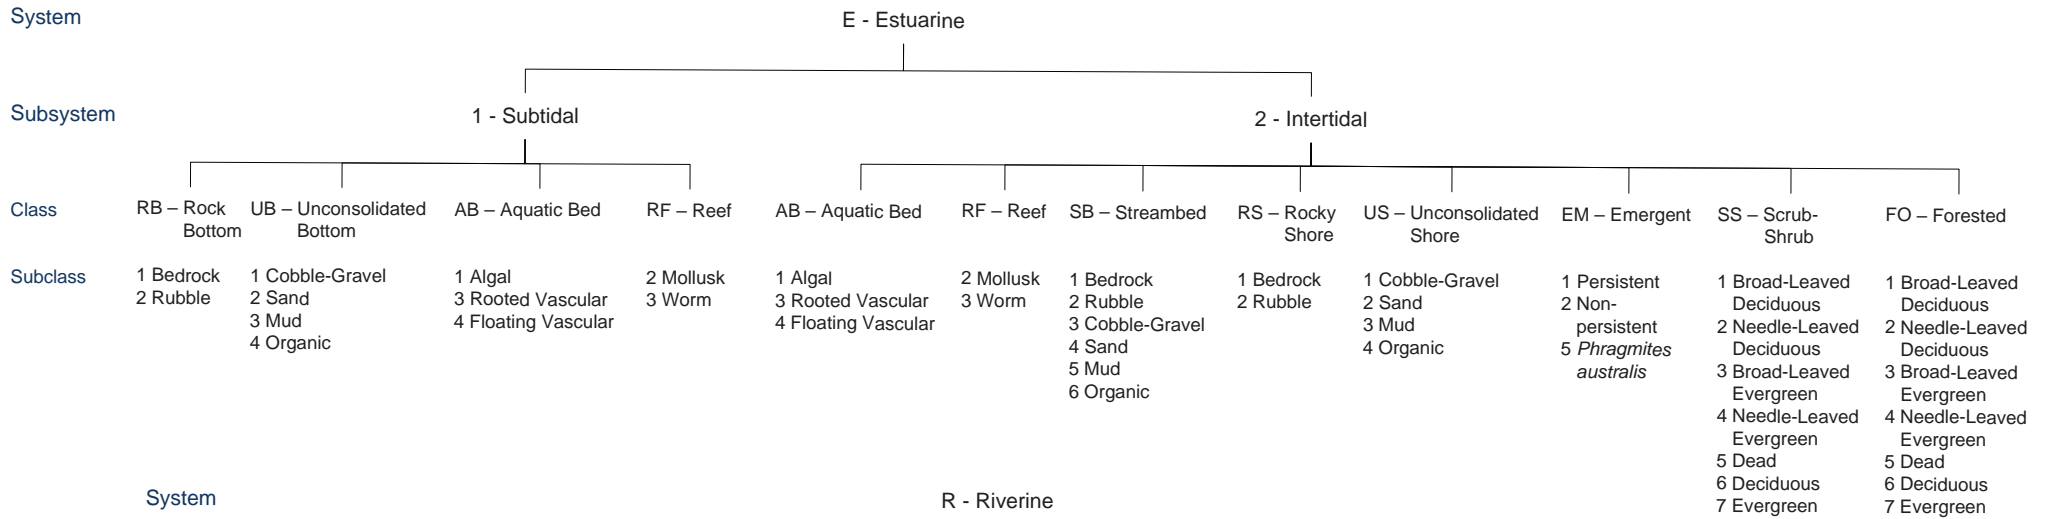 System
E - Estuarine
Subsystem
1 - Subtidal
2 - Intertidal
Class
RB – Rock
Bottom
UB – Unconsolidated
Bottom
AB – Aquatic Bed
RF – Reef
AB – Aquatic Bed
RF – Reef
SB – Streambed
RS – Rocky
Shore
US – Unconsolidated
Shore
EM – Emergent
SS – Scrub-
Shrub
FO – Forested
Subclass
1 Bedrock
2 Rubble
1 Cobble-Gravel
2 Sand
3 Mud
4 Organic
1 Algal
3 Rooted Vascular
4 Floating Vascular
2 Mollusk
3 Worm
1 Algal
3 Rooted Vascular
4 Floating Vascular
2 Mollusk
3 Worm
1 Bedrock
2 Rubble
3 Cobble-Gravel
4 Sand
5 Mud
6 Organic
1 Bedrock
2 Rubble
1 Cobble-Gravel
2 Sand
3 Mud
4 Organic
1 Persistent
2 Non-
persistent
5 Phragmites
australis
1 Broad-Leaved
Deciduous
2 Needle-Leaved
Deciduous
3 Broad-Leaved
Evergreen
4 Needle-Leaved
Evergreen
5 Dead
6 Deciduous
7 Evergreen
1 Broad-Leaved
Deciduous
2 Needle-Leaved
Deciduous
3 Broad-Leaved
Evergreen
4 Needle-Leaved
Evergreen
5 Dead
6 Deciduous
7 Evergreen
System
R - Riverine